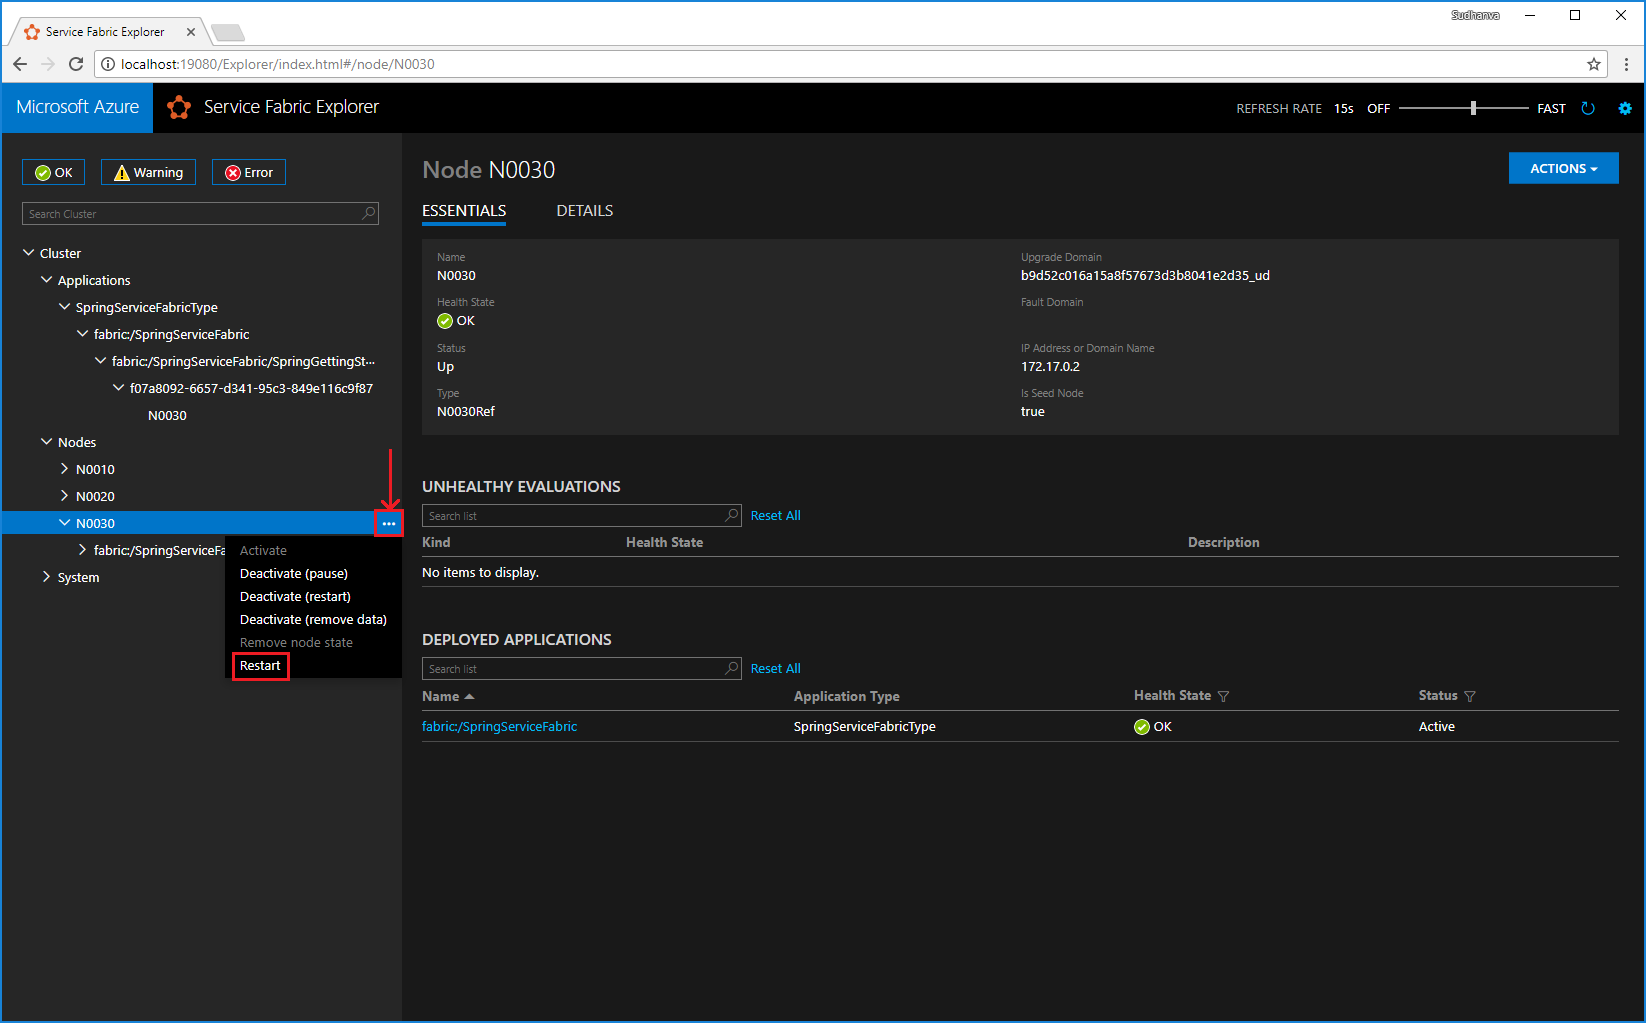 Service Fabric Explorer
Sudhanva
localhost:19080/Explorer/index.html#/node/N0030
Microsoft Azure
Service Fabric Explorer
REFRESH RATE 15s OFF FAST
OK
Warning
Error
Search Cluster
Cluster
Applications
SpringServiceFabricType
fabric:/SpringServiceFabric
fabric:/SpringServiceFabric/SpringGettingSt...
f07a8092-6657-d341-95c3-849e116c9f87
N0030
Nodes
N0010
N0020
N0030
...
fabric:/SpringServiceFa
System
Activate
Deactivate (pause)
Deactivate (restart)
Deactivate (remove data)
Remove node state
Restart
Node N0030
ACTIONS
ESSENTIALS
DETAILS
Name
N0030
Upgrade Domain
b9d52c016a15a8f57673d3b8041e2d35_ud
Health State
OK
Fault Domain
Status
Up
IP Address or Domain Name
172.17.0.2
Type
N0030Ref
Is Seed Node
true
UNHEALTHY EVALUATIONS
Search list
Reset All
Kind Health State Description
No items to display.
DEPLOYED APPLICATIONS
Search list
Reset All
Name Application Type Health State Status
fabric:/SpringServiceFabric SpringServiceFabricType OK Active